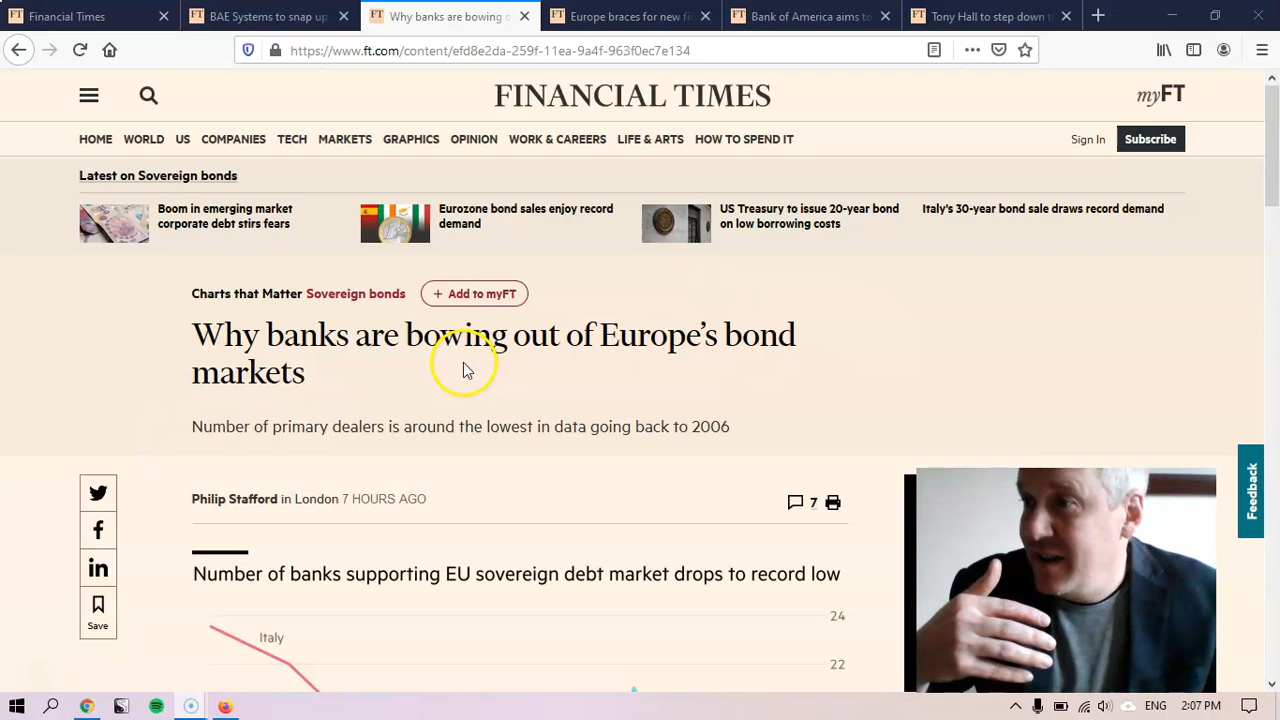 Financial Times
BAE Systems to snap up
Why banks are bowing o
Europe braces for new fi
Bank of America aims to
Tony Hall to step down t
https://www.ft.com/content/efd8e2da-259f-11ea-9a4f-963f0ec7e134
FINANCIAL TIMES
myFT
HOME WORLD US COMPANIES TECH MARKETS GRAPHICS OPINION WORK & CAREERS LIFE & ARTS HOW TO SPEND IT
Sign In
Subscribe
Latest on Sovereign bonds
Boom in emerging market
corporate debt stirs fears
Eurozone bond sales enjoy record
demand
US Treasury to issue 20-year bond
on low borrowing costs
Italy's 30-year bond sale draws record demand
Charts that Matter Sovereign bonds
+ Add to myFT
Why banks are bowing out of Europe's bond
markets
Number of primary dealers is around the lowest in data going back to 2006
Philip Stafford in London 7 HOURS AGO
7
Number of banks supporting EU sovereign debt market drops to record low
24
Italy
22
Save
Feedback
2:07 PM